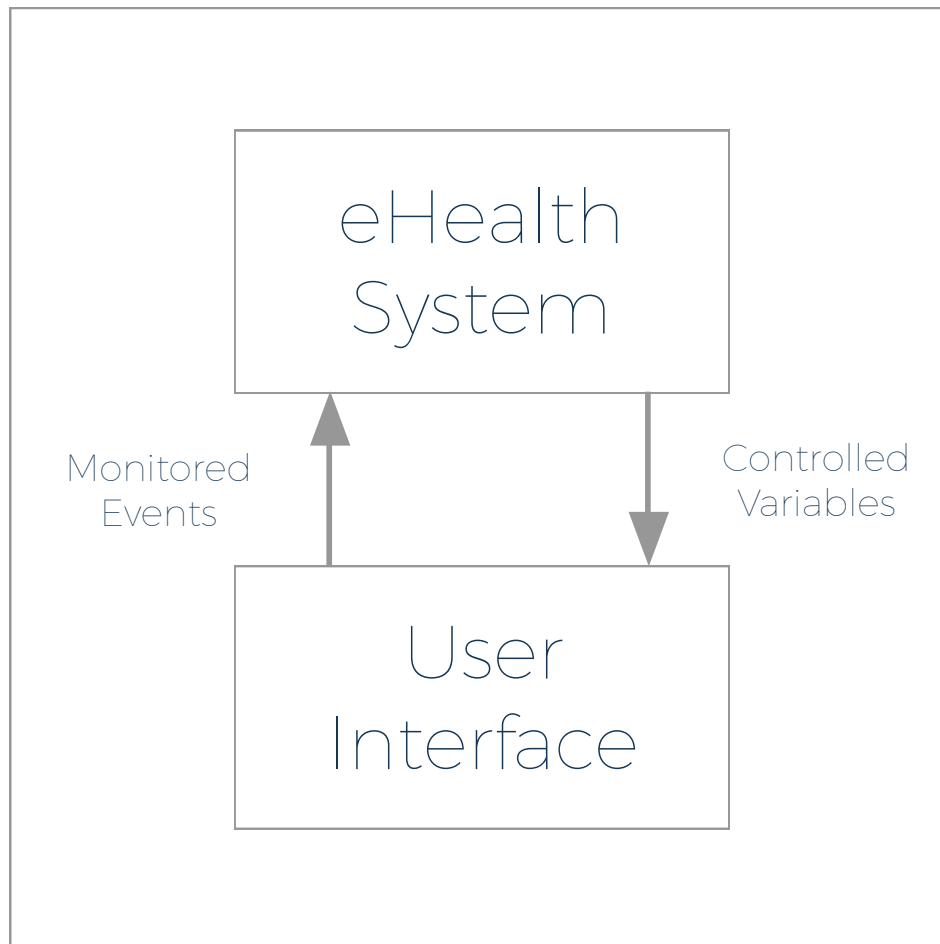 eHealth
System
Monitored
Events
Controlled
Variables
User
Interface